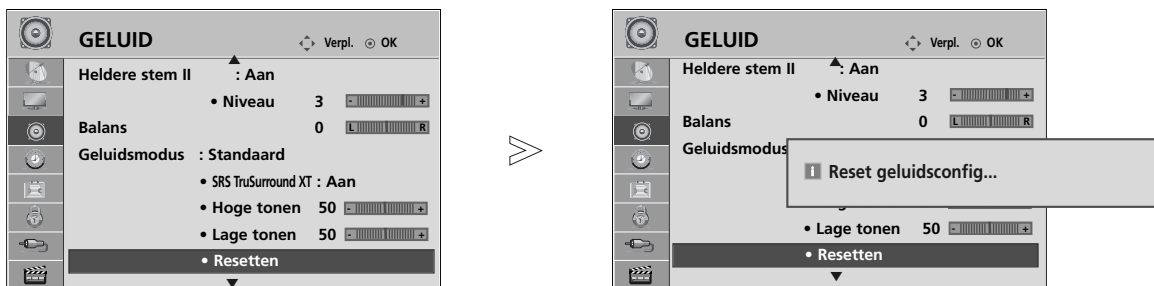 GELUID Verpl. OK
Heldere stem II : Aan
• Niveau 3 - +
Balans 0 L R
Geluidsmodus : Standaard
• SRS TruSurround XT : Aan
• Hoge tonen 50 - +
• Lage tonen 50 - +
• Resetten
>
GELUID Verpl. OK
Heldere stem II : Aan
• Niveau 3 - +
Balans 0 L R
Geluidsmodus
i Reset geluidsconfig...
• Lage tonen 50 - +
• Resetten